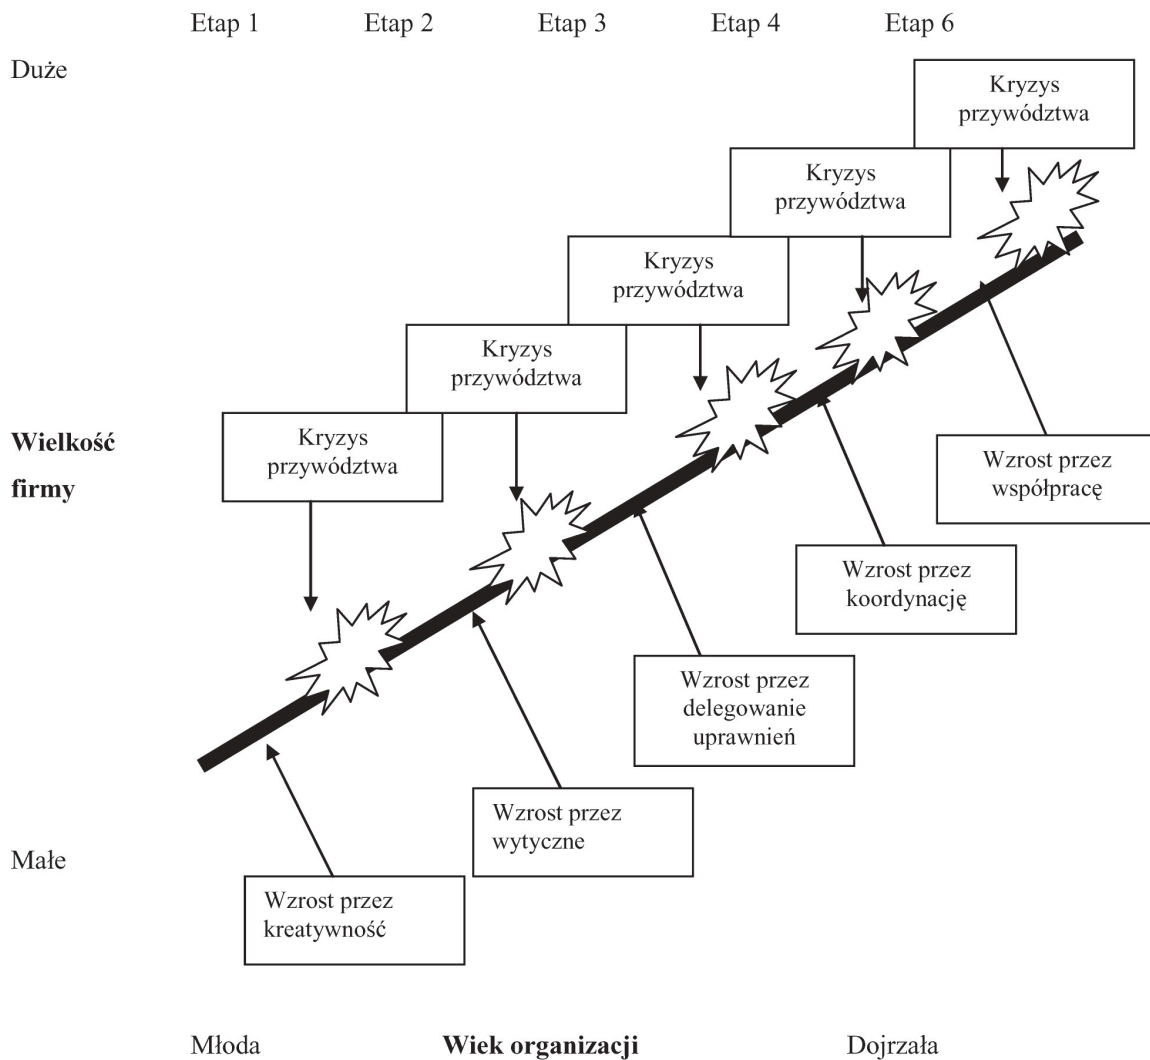 Etap 1 Etap 2 Etap 3 Etap 4 Etap 6
Duże
Kryzys
przywództwa
Kryzys
przywództwa
Kryzys
przywództwa
Kryzys
przywództwa
Kryzys
przywództwa
Wielkość
firmy
Wzrost przez
współpracę
Wzrost przez
koordynację
Wzrost przez
delegowanie
uprawnień
Wzrost przez
wytyczne
Małe
Wzrost przez
kreatywność
Młoda Wiek organizacji Dojrzała